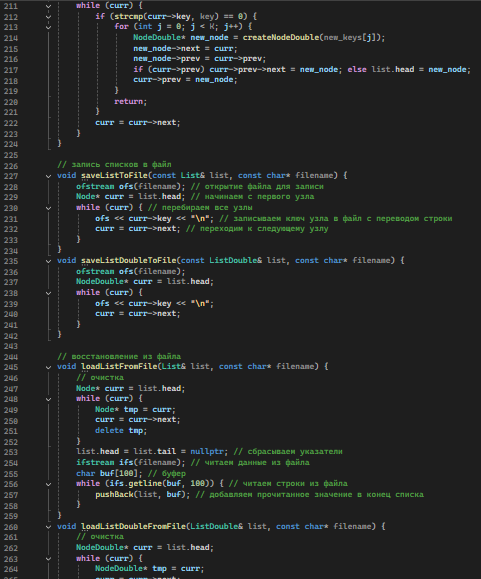 211 while (curr) {
212 if (strcmp(curr->key, key) == 0) {
213 for (int j = 0; j < K; j++) {
214 NodeDouble* new_node = createNodeDouble(new_keys[j]);
215 new_node->next = curr;
216 new_node->prev = curr->prev;
217 if (curr->prev) curr->prev->next = new_node; else list.head = new_node;
218 curr->prev = new_node;
219 }
220 return;
221 }
222 curr = curr->next;
223 }
224 }
225
226 // запись списков в файл
227 void saveListToFile(const List& list, const char* filename) {
228 ofstream ofs(filename); // открытие файла для записи
229 Node* curr = list.head; // начинаем с первого узла
230 while (curr) { // перебираем все узлы
231 ofs << curr->key << "\n"; // записываем ключ узла в файл с переводом строки
232 curr = curr->next; // переходим к следующему узлу
233 }
234 }
235 void saveListDoubleToFile(const ListDouble& list, const char* filename) {
236 ofstream ofs(filename);
237 NodeDouble* curr = list.head;
238 while (curr) {
239 ofs << curr->key << "\n";
240 curr = curr->next;
241 }
242 }
243
244 // восстановление из файла
245 void loadListFromFile(List& list, const char* filename) {
246 // очистка
247 Node* curr = list.head;
248 while (curr) {
249 Node* tmp = curr;
250 curr = curr->next;
251 delete tmp;
252 }
253 list.head = list.tail = nullptr; // сбрасываем указатели
254 ifstream ifs(filename); // читаем данные из файла
255 char buf[100]; // буфер
256 while (ifs.getline(buf, 100)) { // читаем строки из файла
257 pushBack(list, buf); // добавляем прочитанное значение в конец списка
258 }
259 }
260 void loadListDoubleFromFile(ListDouble& list, const char* filename) {
261 // очистка
262 NodeDouble* curr = list.head;
263 while (curr) {
264 NodeDouble* tmp = curr;